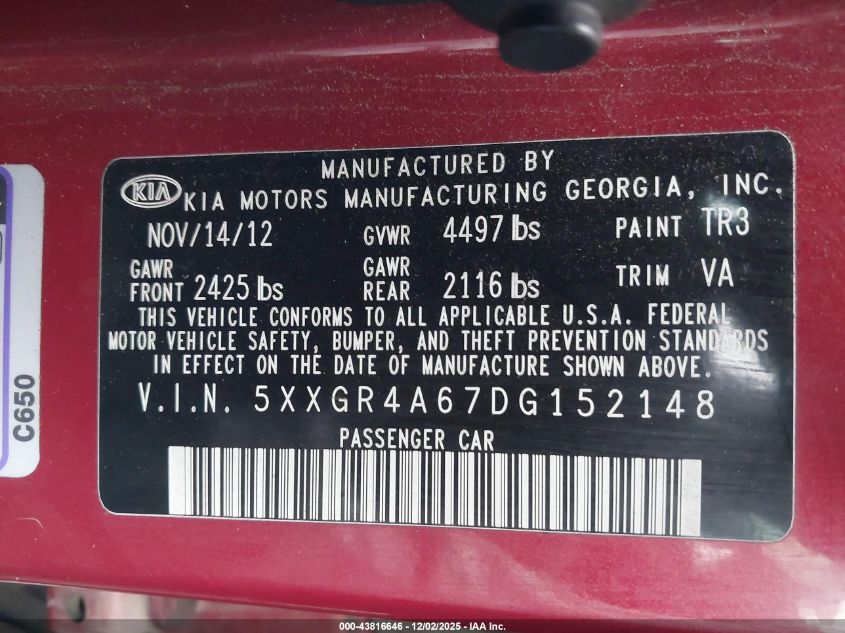 MANUFACTURED BY
KIA KIA MOTORS MANUFACTURING GEORGIA, INC.
NOV/14/12 GVWR 4497 lbs PAINT TR3
GAWR FRONT 2425 lbs GAWR REAR 2116 lbs TRIM VA
THIS VEHICLE CONFORMS TO ALL APPLICABLE U.S.A. FEDERAL
MOTOR VEHICLE SAFETY, BUMPER, AND THEFT PREVENTION STANDARDS
IN EFFECT ON THE DATE OF MANUFACTURE SHOWN ABOVE.
V.I.N. 5XXGR4A67DG152148
PASSENGER CAR
C650
000-43816646 - 12/02/2025 - IAA Inc.